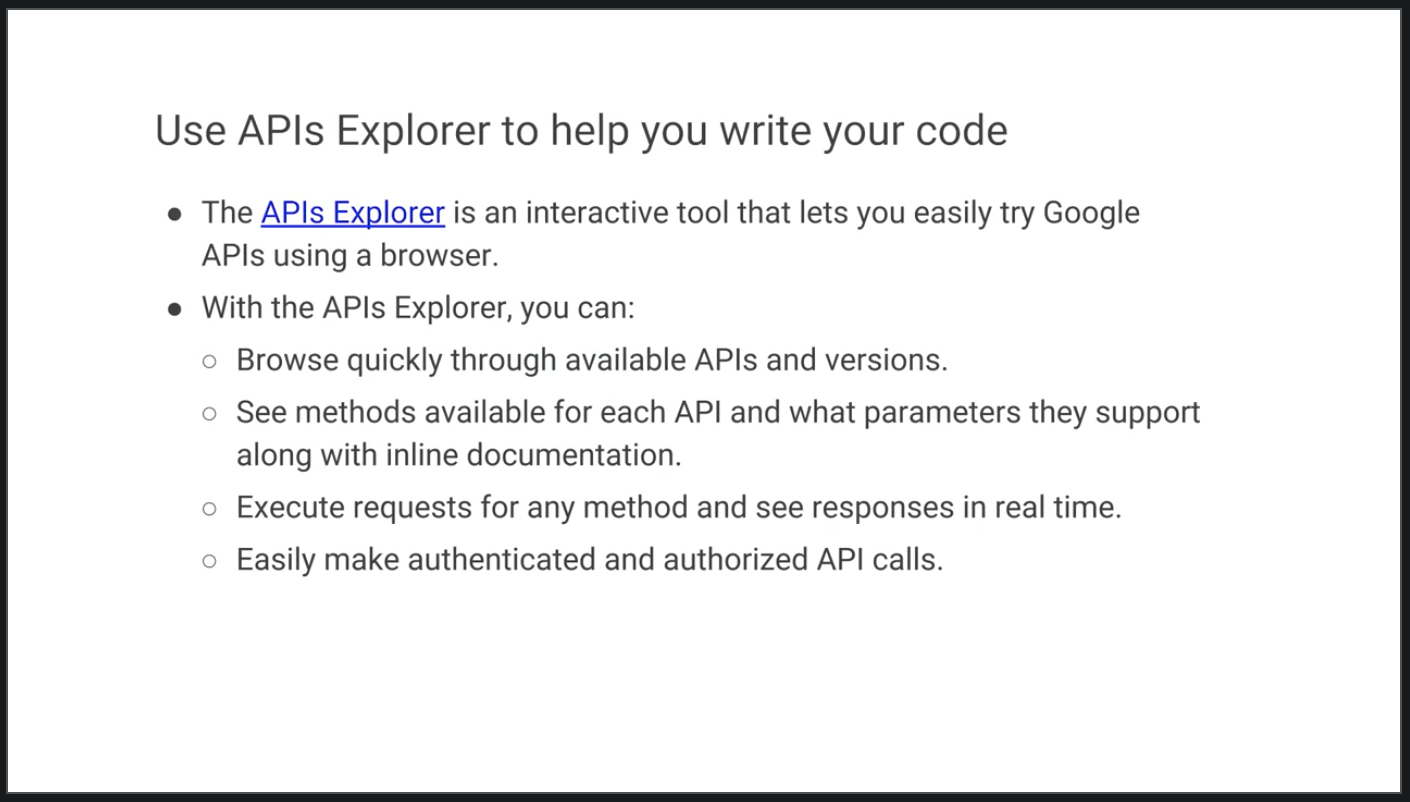 Use APIs Explorer to help you write your code
● The APIs Explorer is an interactive tool that lets you easily try Google
APIs using a browser.
● With the APIs Explorer, you can:
○ Browse quickly through available APIs and versions.
○ See methods available for each API and what parameters they support
along with inline documentation.
○ Execute requests for any method and see responses in real time.
○ Easily make authenticated and authorized API calls.